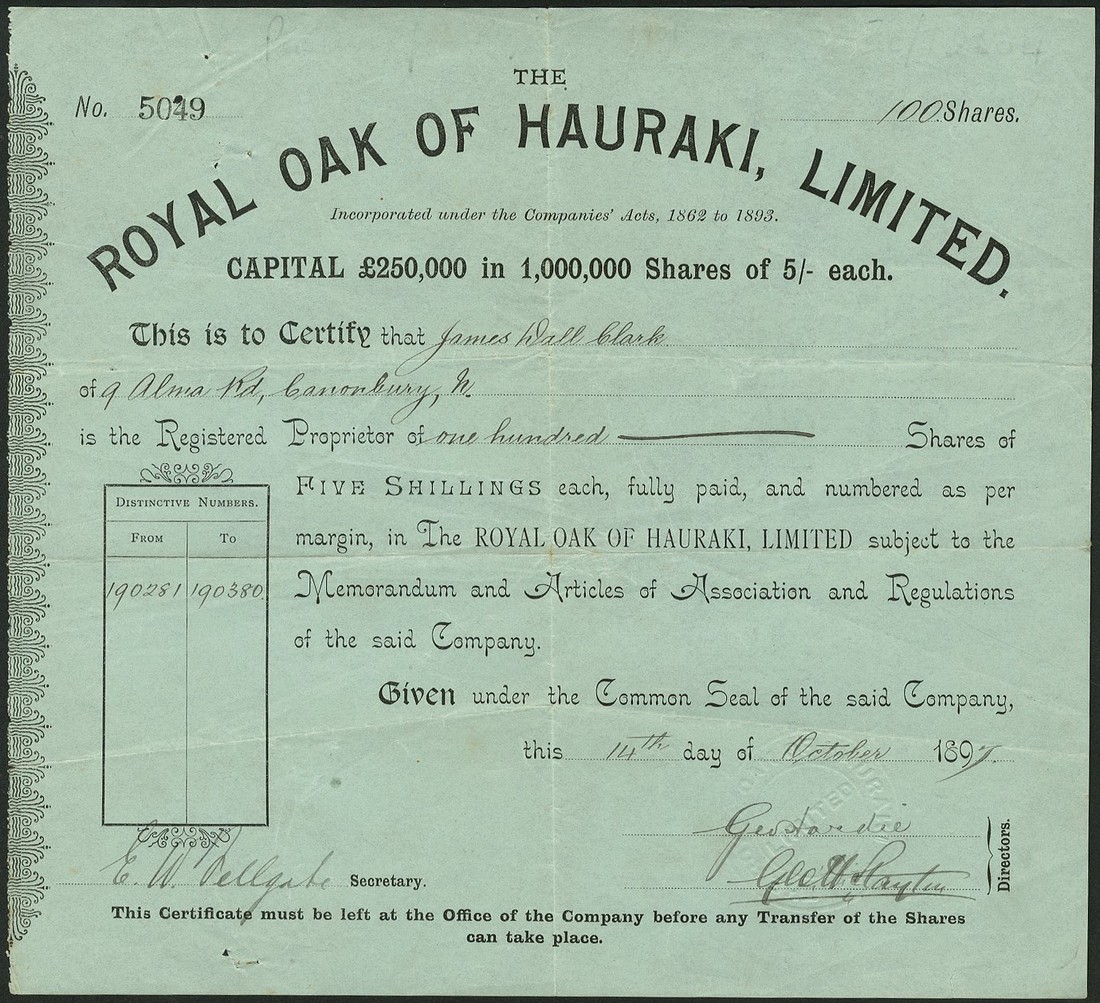 THE
No. 5049
100 Shares.
ROYAL OAK OF HAURAKI, LIMITED.
Incorporated under the Companies' Acts, 1862 to 1893.
CAPITAL £250,000 in 1,000,000 Shares of 5/- each.
This is to Certify that James Wall Clark
of 9 Alma Rd, Canonbury, N.
is the Registered Proprietor of one hundred Shares of
FIVE SHILLINGS each, fully paid, and numbered as per
margin, in The ROYAL OAK OF HAURAKI, LIMITED subject to the
Memorandum and Articles of Association and Regulations
of the said Company.
DISTINCTIVE NUMBERS.
FROM TO
190281 190380
Given under the Common Seal of the said Company,
this 14th day of October 1897.
Geo Hardie
Geo W.
Directors.
E. W. Fellgate Secretary.
This Certificate must be left at the Office of the Company before any Transfer of the Shares
can take place.